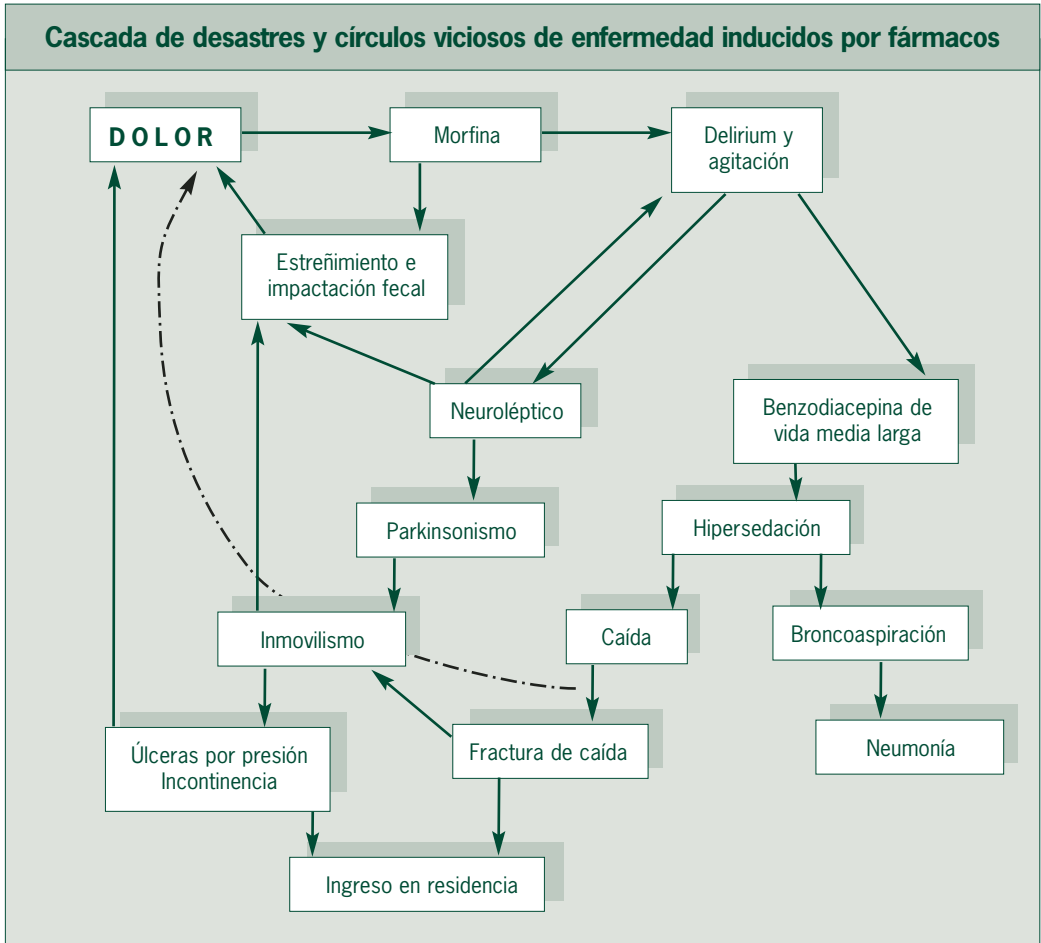 Cascada de desastres y círculos viciosos de enfermedad inducidos por fármacos
DOLOR
Morfina
Delirium y
agitación
Estreñimiento e
impactación fecal
Neuroléptico
Benzodiacepina de
vida media larga
Parkinsonismo
Hipersedación
Inmovilismo
Caída
Broncoaspiración
Úlceras por presión
Incontinencia
Fractura de caída
Neumonía
Ingreso en residencia